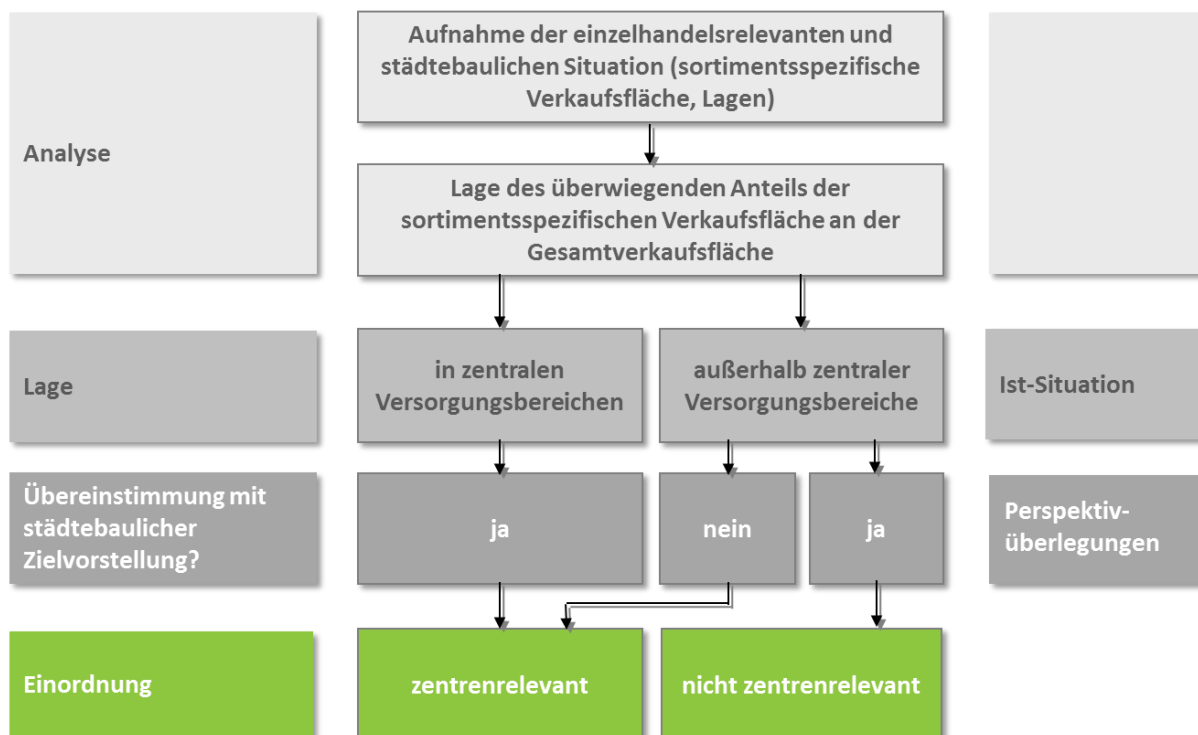 Aufnahme der einzelhandelsrelevanten und
städtebaulichen Situation (sortimentsspezifische
Verkaufsfläche, Lagen)
Analyse
Lage des überwiegenden Anteils der
sortimentsspezifischen Verkaufsfläche an der
Gesamtverkaufsfläche
Lage
in zentralen
Versorgungsbereichen
außerhalb zentraler
Versorgungsbereiche
Ist-Situation
Übereinstimmung mit
städtebaulicher
Zielvorstellung?
ja
nein
ja
Perspektiv-
überlegungen
Einordnung
zentrenrelevant
nicht zentrenrelevant